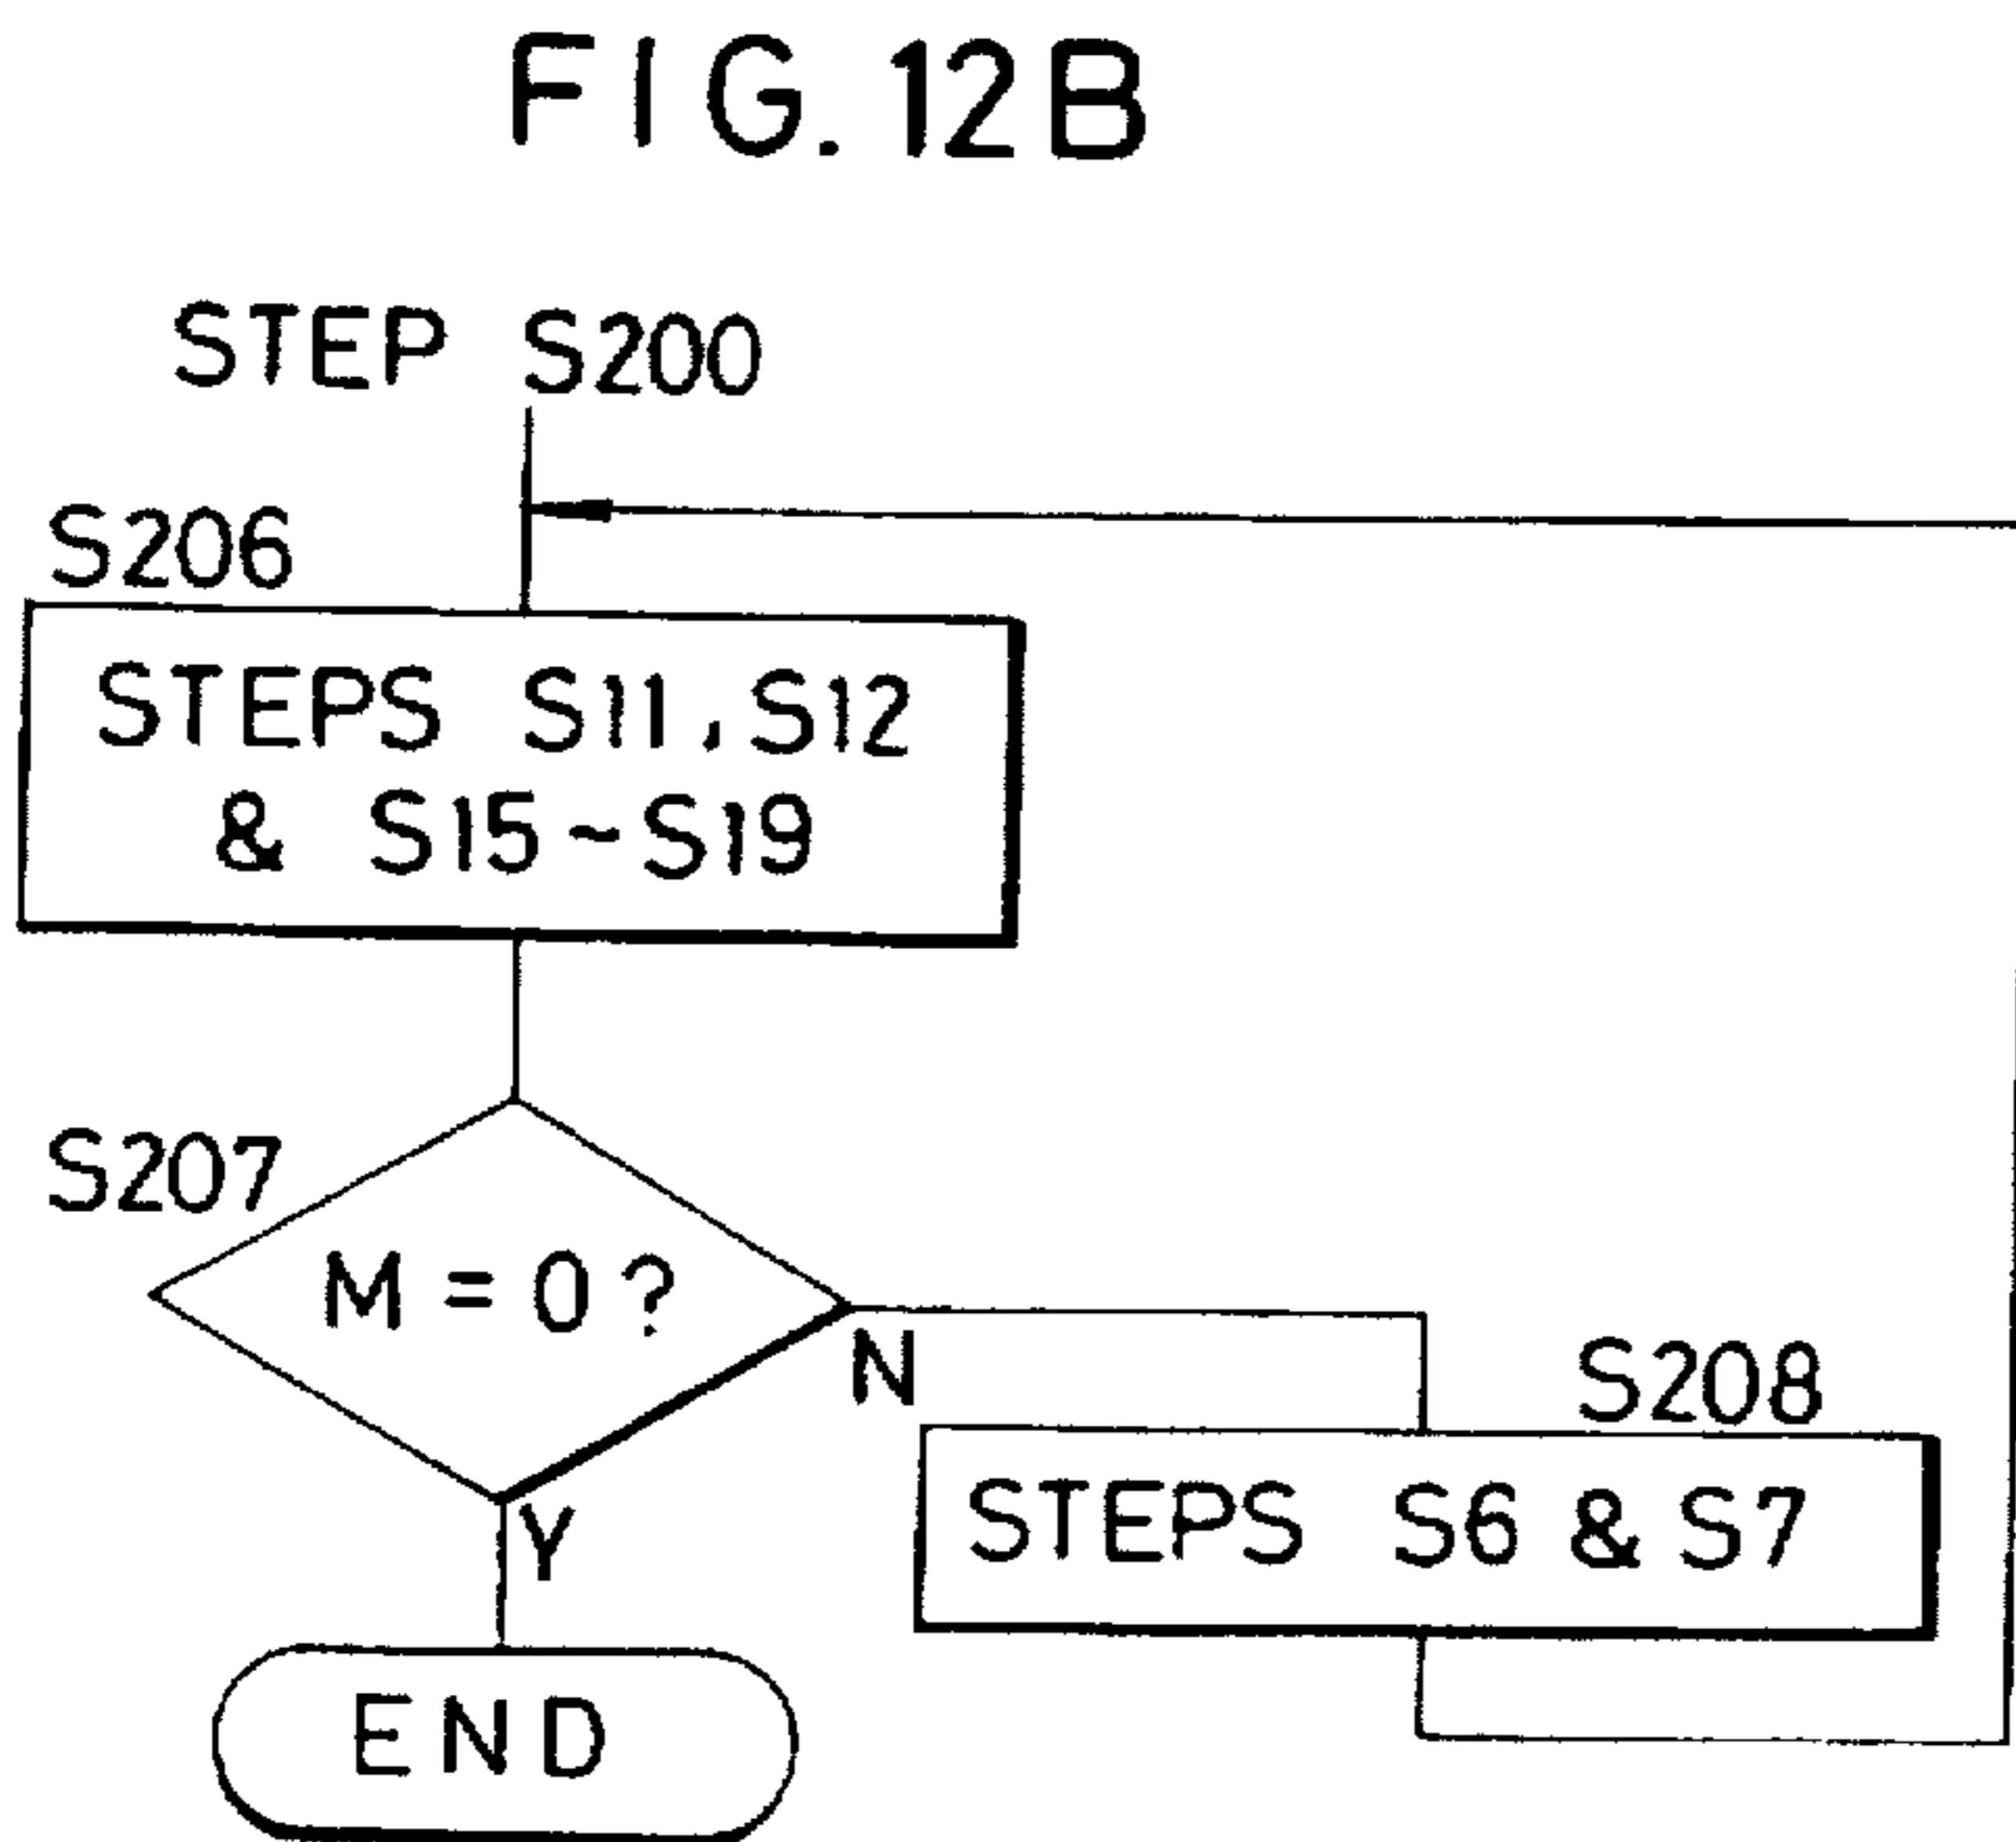 FIG. 12B
STEP S200
S206
STEPS S11, S12
& S15~S19
S207
M = 0 ?
N
S208
STEPS S6 & S7
Y
END